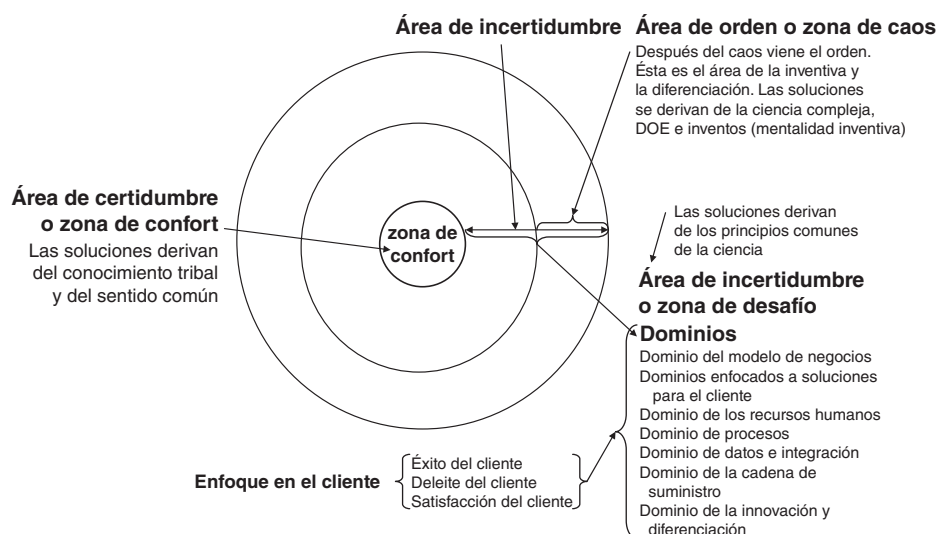 Área de incertidumbre
Área de orden o zona de caos
Después del caos viene el orden.
Ésta es el área de la inventiva y
la diferenciación. Las soluciones
se derivan de la ciencia compleja,
DOE e inventos (mentalidad inventiva)
Área de certidumbre
o zona de confort
Las soluciones derivan
del conocimiento tribal
y del sentido común
zona de
confort
Las soluciones derivan
de los principios comunes
de la ciencia
Área de incertidumbre
o zona de desafío
Dominios
Dominio del modelo de negocios
Dominios enfocados a soluciones
para el cliente
Dominio de los recursos humanos
Dominio de procesos
Dominio de datos e integración
Dominio de la cadena de
suministro
Dominio de la innovación y
diferenciación
Enfoque en el cliente
Éxito del cliente
Deleite del cliente
Satisfacción del cliente